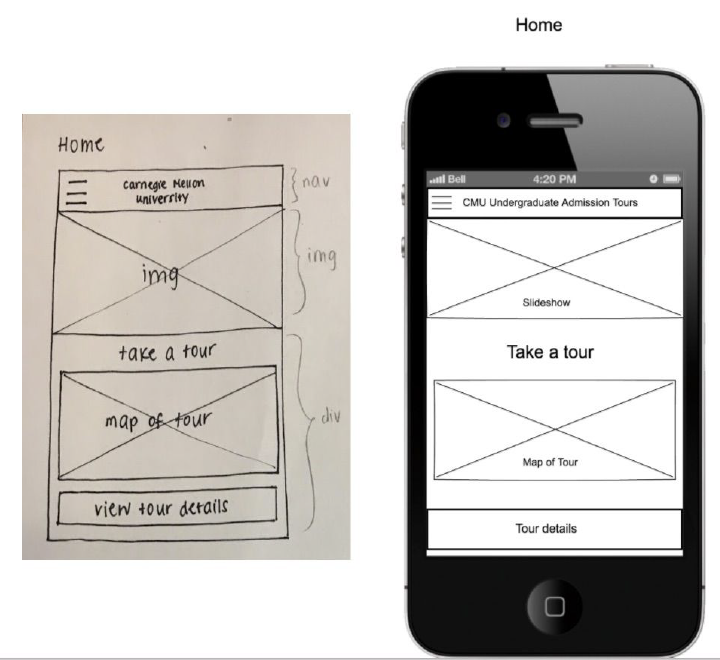 Home
Home
Carnegie Mellon
University
nav
img
img
take a tour
map of tour
div
view tour details
Bell
4:20 PM
CMU Undergraduate Admission Tours
Slideshow
Take a tour
Map of Tour
Tour details